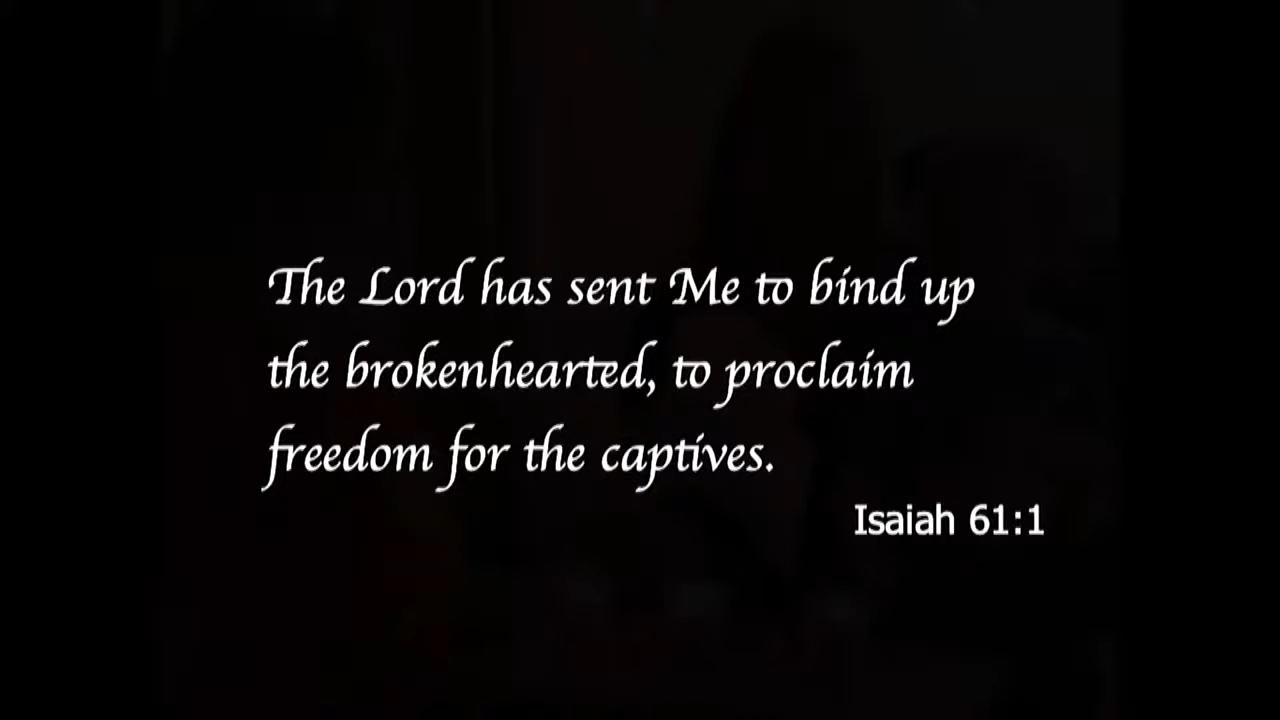 The Lord has sent Me to bind up
the brokenhearted, to proclaim
freedom for the captives.
Isaiah 61:1